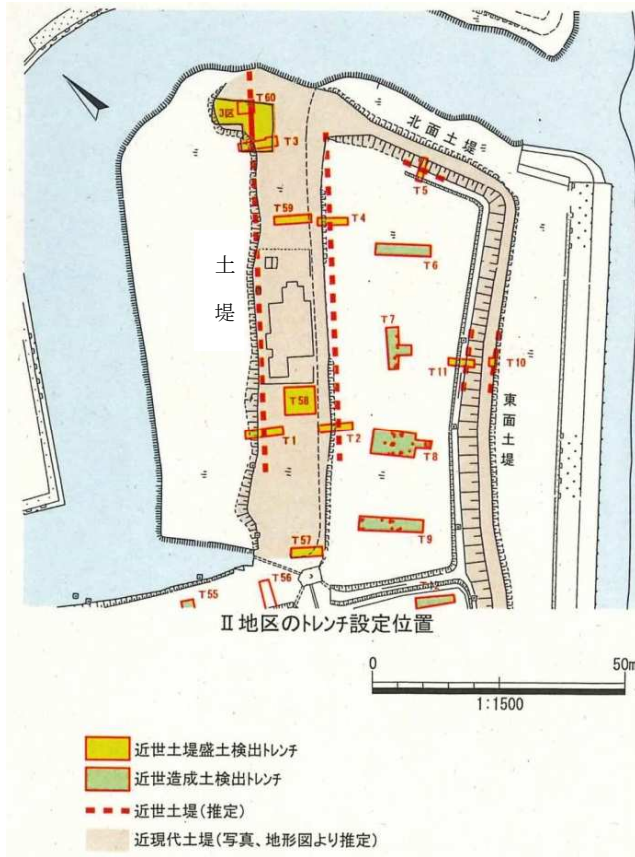 T60
3区
T3
北面土堤
T5
T59
T4
土堤
T6
T7
T11
T10
東面土堤
T58
T1
T2
T8
T9
T57
3
T56
T55
Ⅱ地区のトレンチ設定位置
0 50m
1:1500
近世土堤盛土検出トレンチ
近世造成土検出トレンチ
近世土堤(推定)
近現代土堤(写真、地形図より推定)